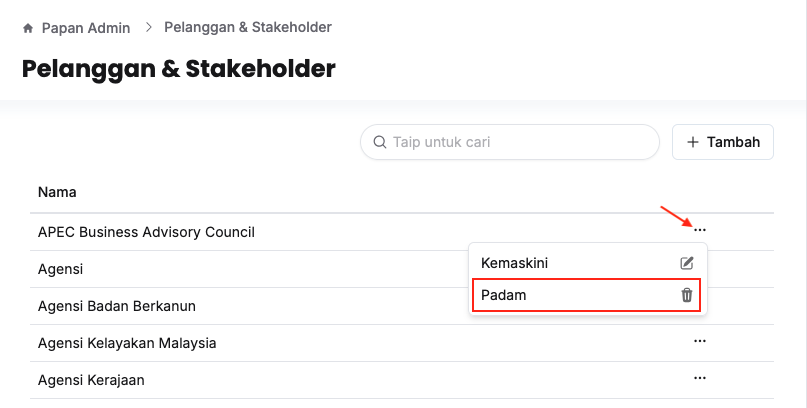 Papan Admin > Pelanggan & Stakeholder
Pelanggan & Stakeholder
Taip untuk cari
+ Tambah
Nama
APEC Business Advisory Council ...
Kemaskini
Agensi
Padam
Agensi Badan Berkanun
Agensi Kelayakan Malaysia ...
Agensi Kerajaan ...